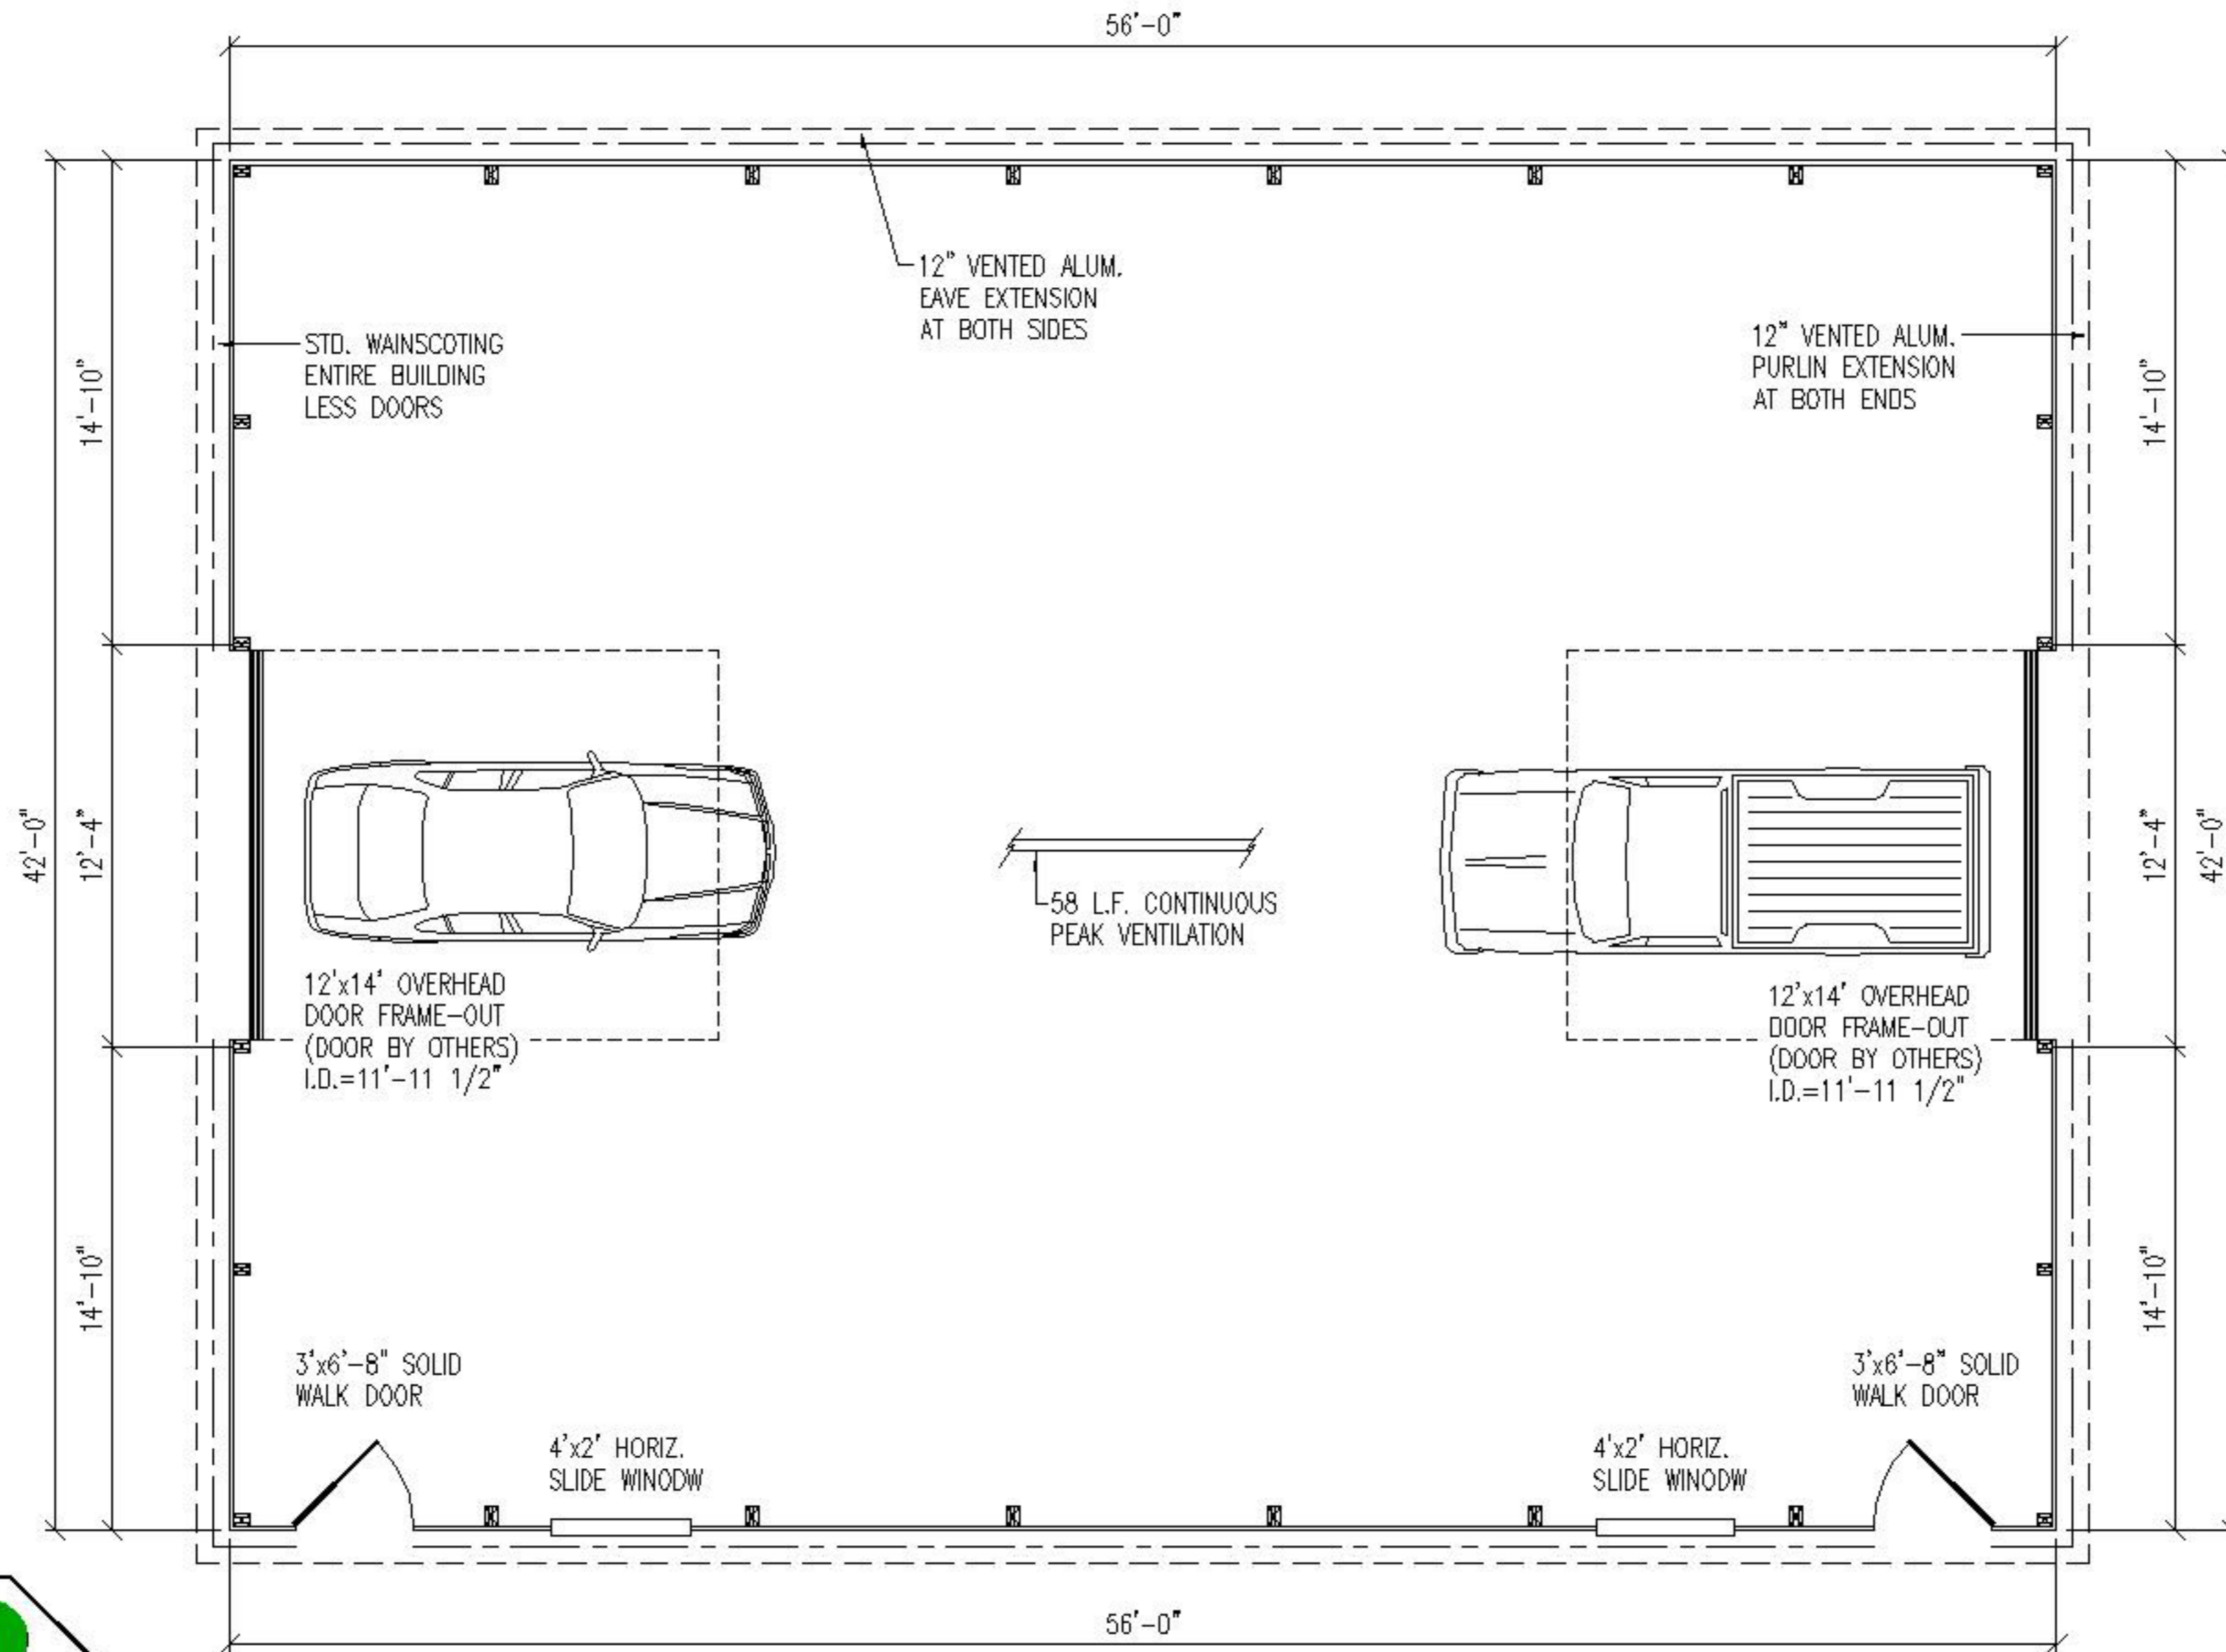 56'-0"
12" VENTED ALUM.
EAVE EXTENSION
AT BOTH SIDES
STD. WAINSCOTING
ENTIRE BUILDING
LESS DOORS
12" VENTED ALUM.
PURLIN EXTENSION
AT BOTH ENDS
14'-10"
14'-10"
42'-0"
12'-4"
12'-4"
42'-0"
58 L.F. CONTINUOUS
PEAK VENTILATION
12'x14' OVERHEAD
DOOR FRAME-OUT
(DOOR BY OTHERS)
I.D.=11'-11 1/2"
12'x14' OVERHEAD
DOOR FRAME-OUT
(DOOR BY OTHERS)
I.D.=11'-11 1/2"
14'-10"
14'-10"
3'x6'-8" SOLID
WALK DOOR
3'x6'-8" SOLID
WALK DOOR
4'x2' HORIZ.
SLIDE WINODW
4'x2' HORIZ.
SLIDE WINODW
56'-0"